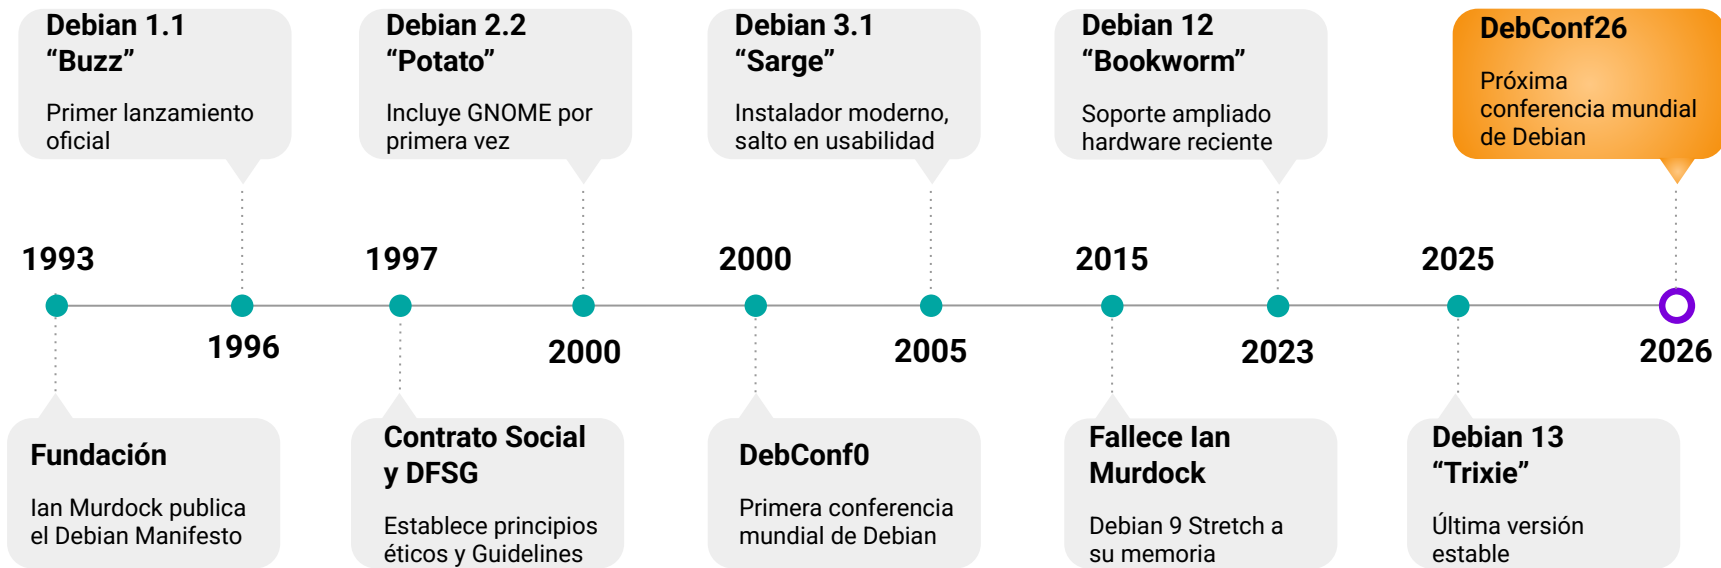 Debian 1.1
“Buzz”
Primer lanzamiento
oficial
Debian 2.2
“Potato”
Incluye GNOME por
primera vez
Debian 3.1
“Sarge”
Instalador moderno,
salto en usabilidad
Debian 12
“Bookworm”
Soporte ampliado
hardware reciente
DebConf26
Próxima
conferencia mundial
de Debian
1993
1997
2000
2015
2025
1996
2000
2005
2023
2026
Fundación
Ian Murdock publica
el Debian Manifesto
Contrato Social
y DFSG
Establece principios
éticos y Guidelines
DebConf0
Primera conferencia
mundial de Debian
Fallece Ian
Murdock
Debian 9 Stretch a
su memoria
Debian 13
“Trixie”
Última versión
estable